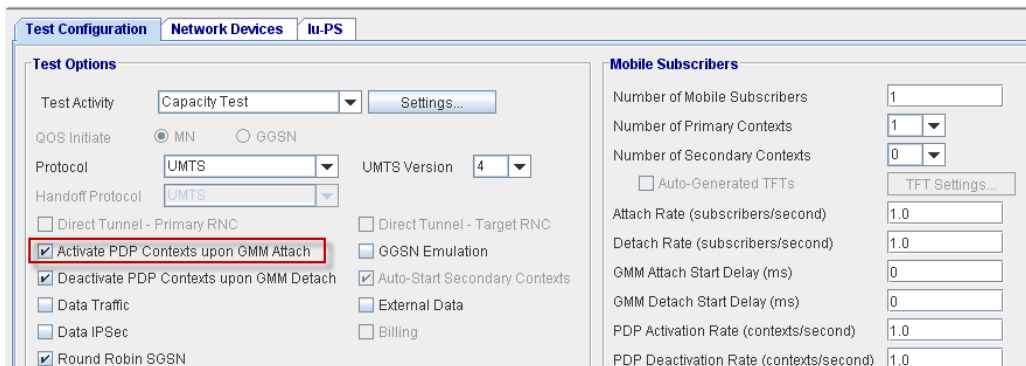 Test Configuration Network Devices Iu-PS
Test Options
Test Activity Capacity Test Settings...
QOS Initiate MN GGSN
Protocol UMTS UMTS Version 4
Handoff Protocol UMTS
Direct Tunnel - Primary RNC Direct Tunnel - Target RNC
Activate PDP Contexts upon GMM Attach GGSN Emulation
Deactivate PDP Contexts upon GMM Detach Auto-Start Secondary Contexts
Data Traffic External Data
Data IPSec Billing
Round Robin SGSN
Mobile Subscribers
Number of Mobile Subscribers 1
Number of Primary Contexts 1
Number of Secondary Contexts 0
Auto-Generated TFTs TFT Settings...
Attach Rate (subscribers/second) 1.0
Detach Rate (subscribers/second) 1.0
GMM Attach Start Delay (ms) 0
GMM Detach Start Delay (ms) 0
PDP Activation Rate (contexts/second) 1.0
PDP Deactivation Rate (contexts/second) 1.0